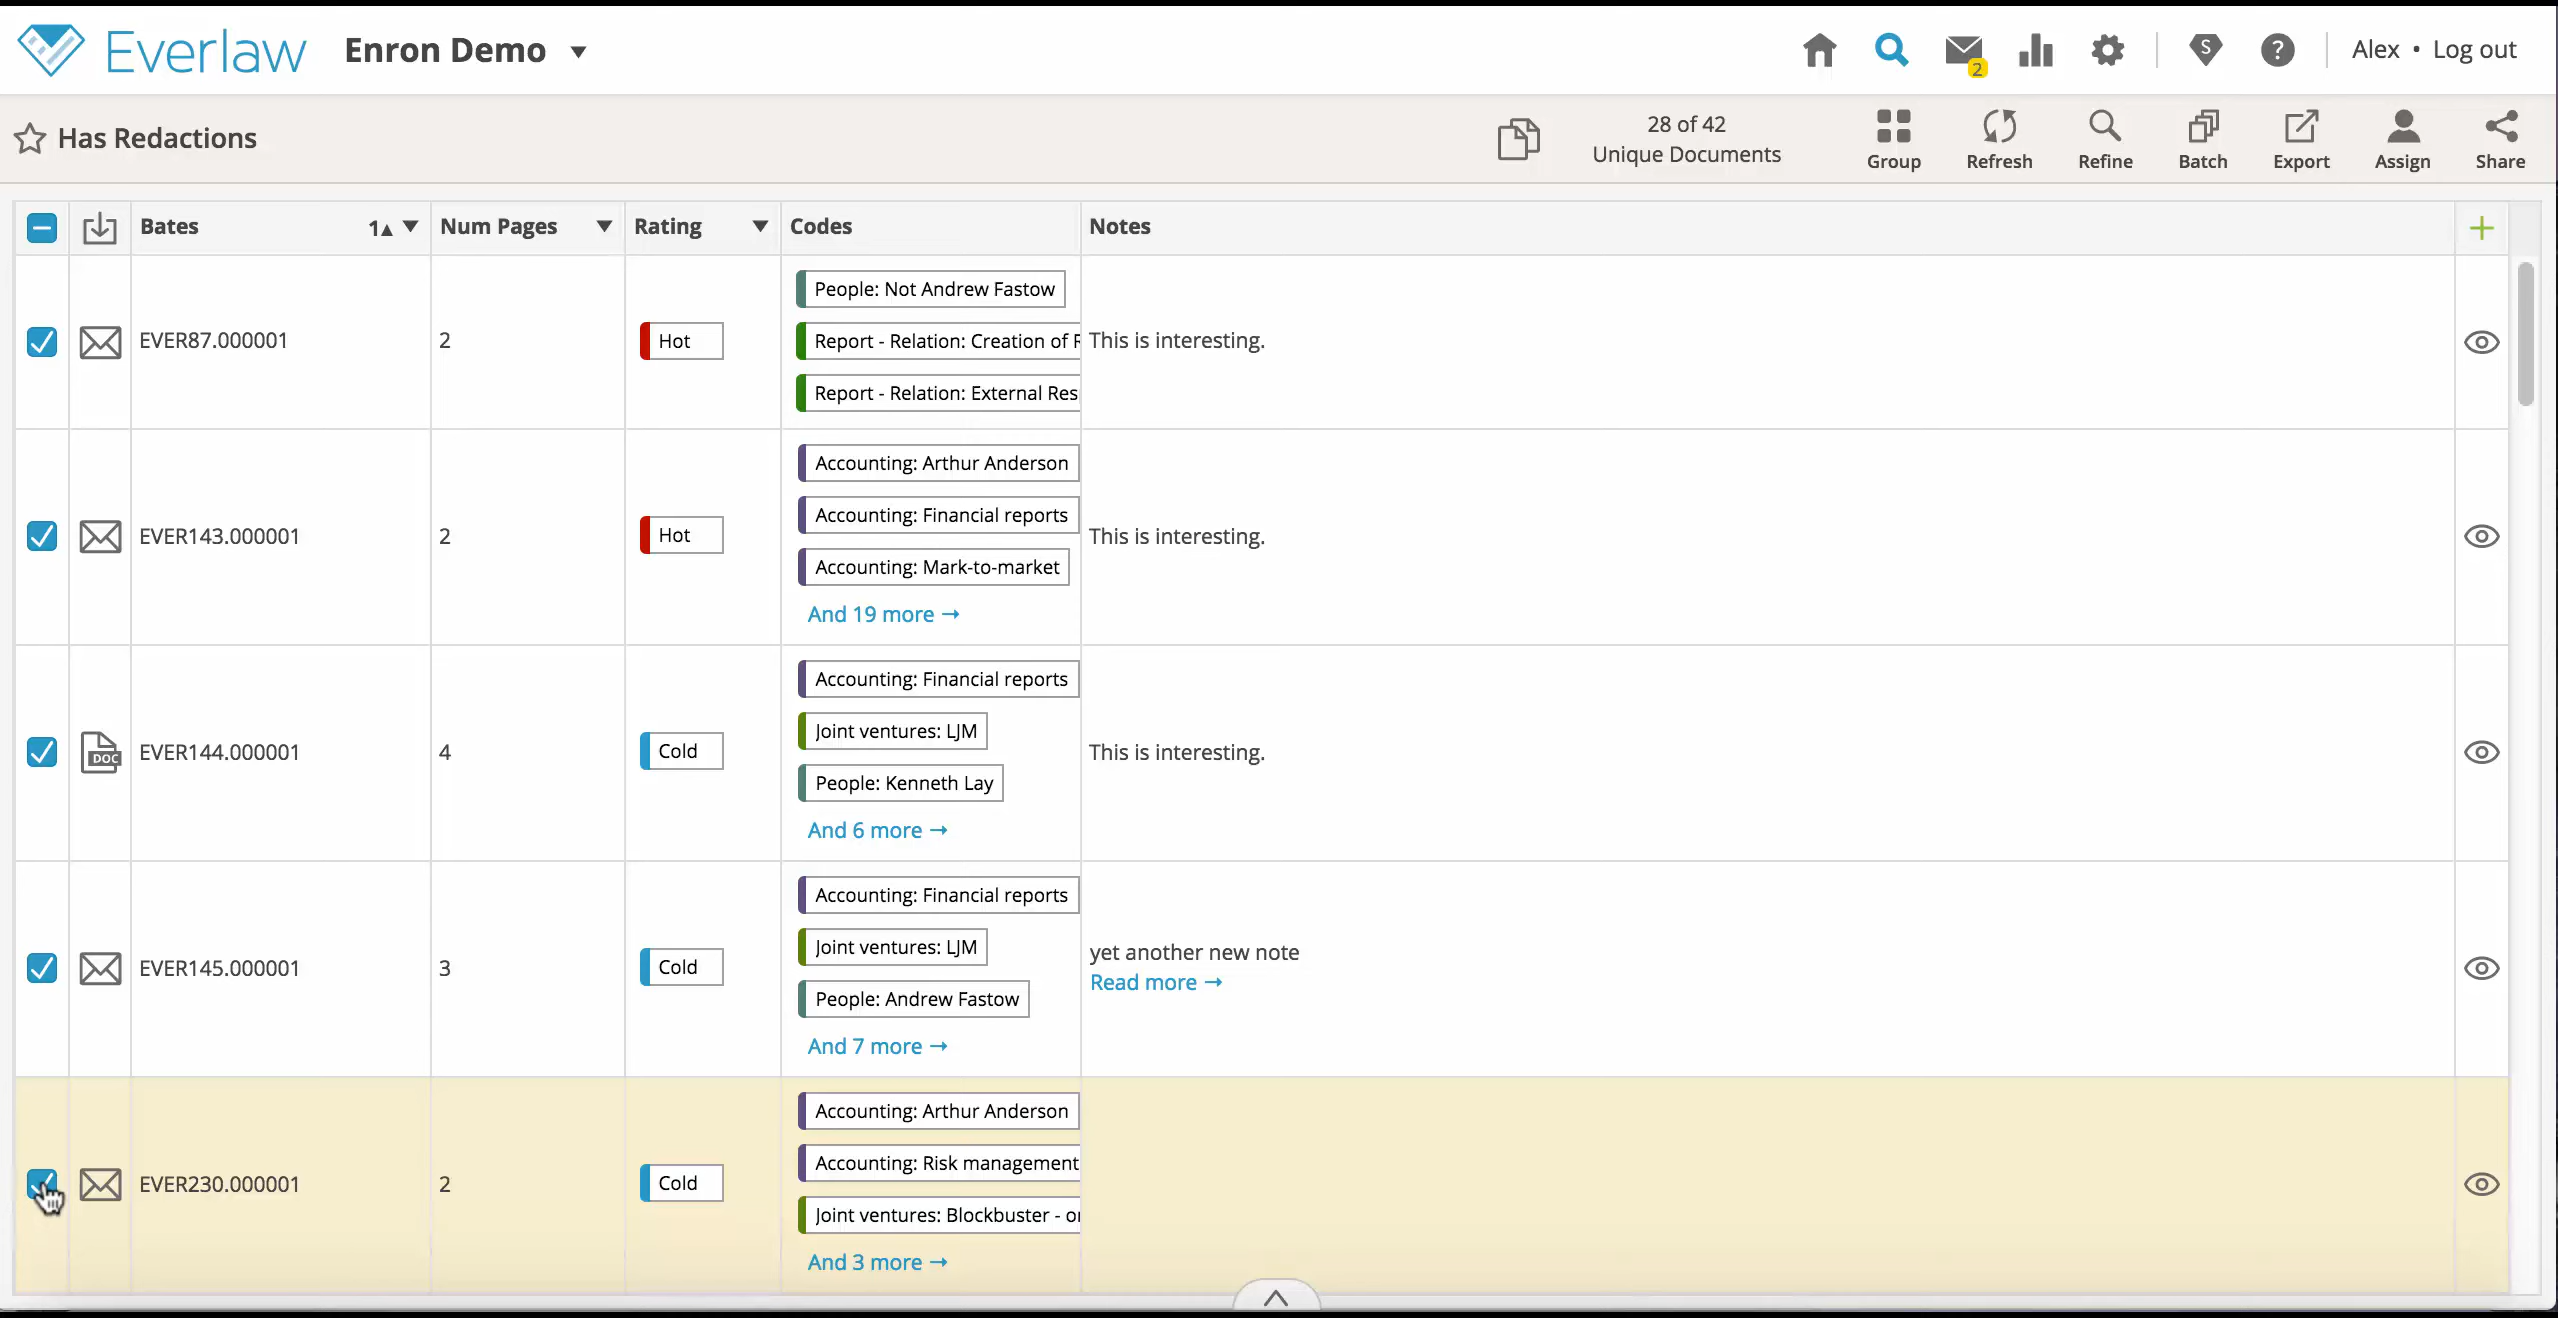 Everlaw Enron Demo
2
S ?
Alex • Log out
Has Redactions
28 of 42
Unique Documents
Group Refresh Refine Batch Export Assign Share
Bates 1 Num Pages Rating Codes Notes
EVER87.000001 2 Hot
People: Not Andrew Fastow
Report - Relation: Creation of
Report - Relation: External Res
This is interesting.
EVER143.000001 2 Hot
Accounting: Arthur Anderson
Accounting: Financial reports
Accounting: Mark-to-market
And 19 more →
This is interesting.
DOC EVER144.000001 4 Cold
Accounting: Financial reports
Joint ventures: LJM
People: Kenneth Lay
And 6 more →
This is interesting.
EVER145.000001 3 Cold
Accounting: Financial reports
Joint ventures: LJM
People: Andrew Fastow
And 7 more →
yet another new note
Read more →
EVER230.000001 2 Cold
Accounting: Arthur Anderson
Accounting: Risk management
Joint ventures: Blockbuster -
And 3 more →